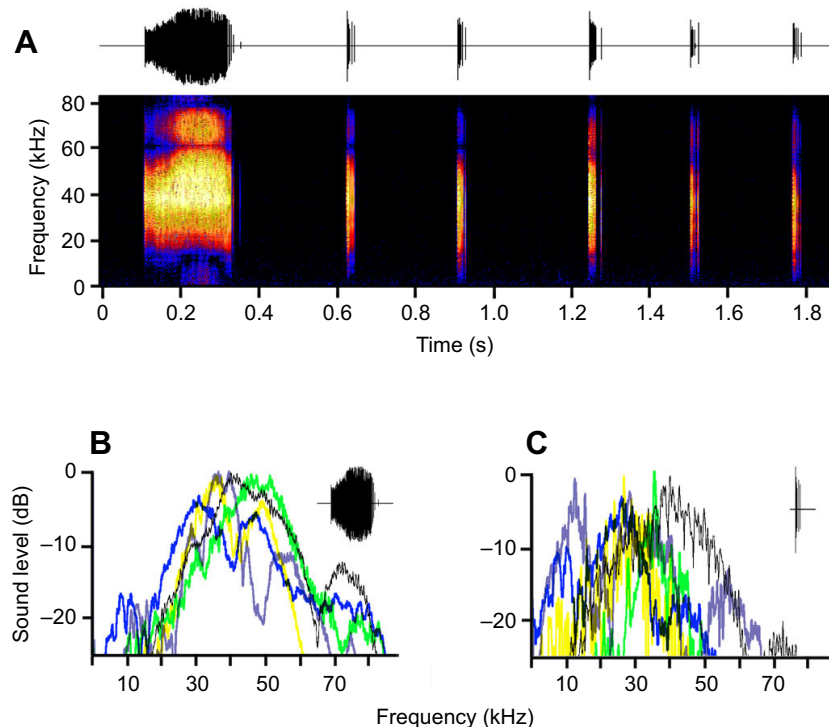 A
80
60
40
20
0
Frequency (kHz)
0 0.2 0.4 0.6 0.8 1.0 1.2 1.4 1.6 1.8
Time (s)
B
0
–10
–20
Sound level (dB)
10 30 50 70
C
0
–10
–20
10 30 50 70
Frequency (kHz)